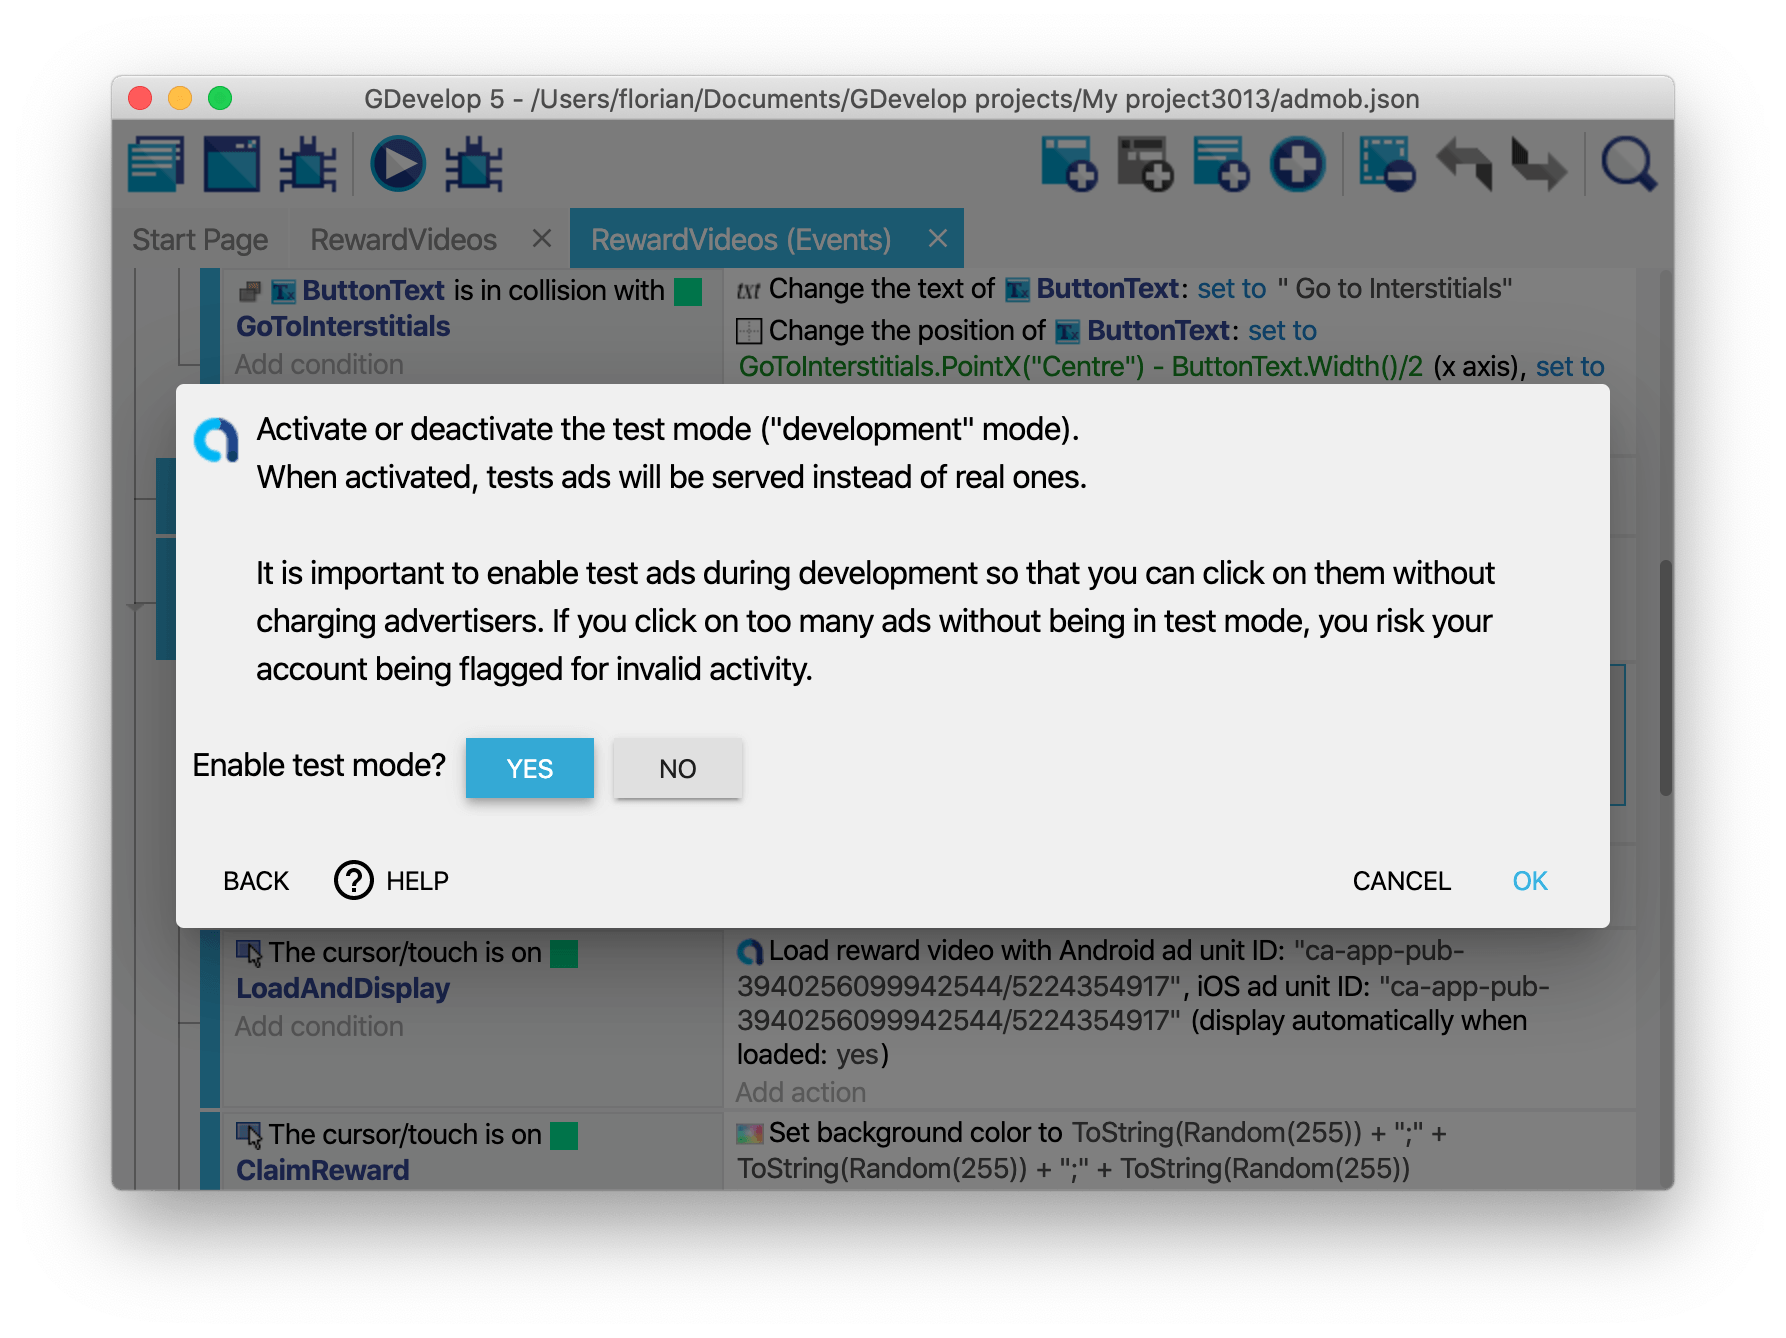 GDevelop 5 - /Users/florian/Documents/GDevelop projects/My project3013/admob.json
Start Page
RewardVideos
RewardVideos (Events)
ButtonText is in collision with
GoToInterstitials
Add condition
txt Change the text of ButtonText: set to " Go to Interstitials"
Change the position of ButtonText: set to
GoToInterstitials.PointX("Centre") - ButtonText.Width()/2 (x axis), set to
Activate or deactivate the test mode ("development" mode).
When activated, tests ads will be served instead of real ones.
It is important to enable test ads during development so that you can click on them without
charging advertisers. If you click on too many ads without being in test mode, you risk your
account being flagged for invalid activity.
Enable test mode? YES NO
BACK HELP CANCEL OK
The cursor/touch is on
LoadAndDisplay
Add condition
Load reward video with Android ad unit ID: "ca-app-pub-
3940256099942544/5224354917", iOS ad unit ID: "ca-app-pub-
3940256099942544/5224354917" (display automatically when
loaded: yes)
Add action
The cursor/touch is on
ClaimReward
Set background color to ToString(Random(255)) + ";" +
ToString(Random(255)) + ";" + ToString(Random(255))